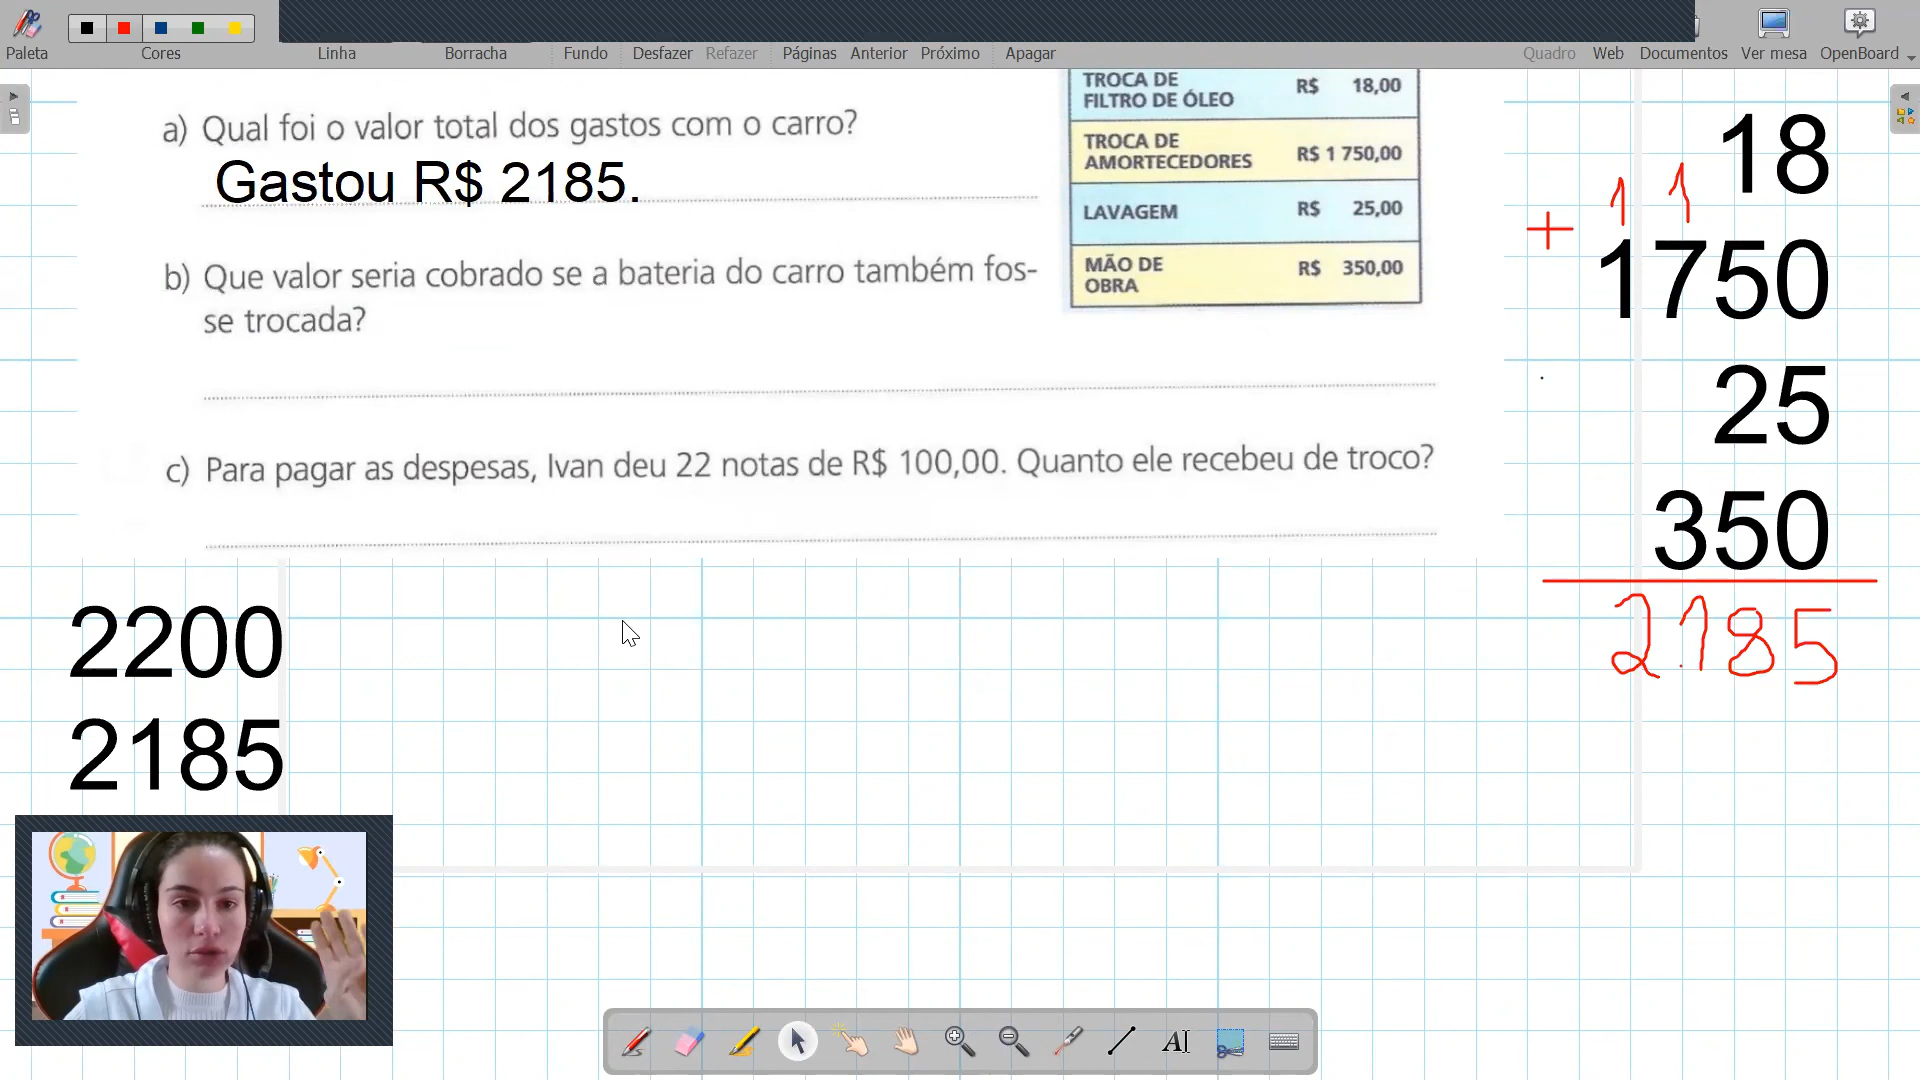 Paleta
Cores
Linha
Borracha
Fundo
Desfazer
Refazer
Páginas
Anterior
Próximo
Apagar
Quadro
Web
Documentos
Ver mesa
OpenBoard
a) Qual foi o valor total dos gastos com o carro?
Gastou R$ 2185.
b) Que valor seria cobrado se a bateria do carro também fos-
se trocada?
c) Para pagar as despesas, Ivan deu 22 notas de R$ 100,00. Quanto ele recebeu de troco?
TROCA DE
FILTRO DE ÓLEO R$ 18,00
TROCA DE
AMORTECEDORES R$ 1 750,00
LAVAGEM R$ 25,00
MÃO DE
OBRA R$ 350,00
18
1 1
+
1750
25
350
2.185
2200
2185
AI